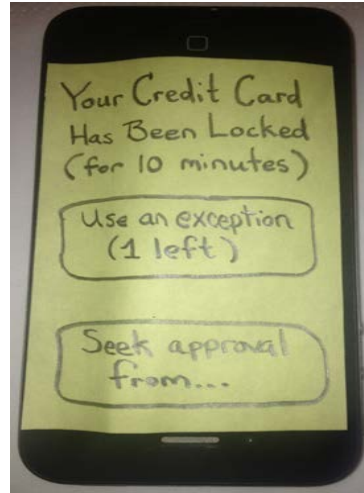 Your Credit Card
Has Been Locked
(for 10 minutes)
Use an exception
(1 left)
Seek approval
from...